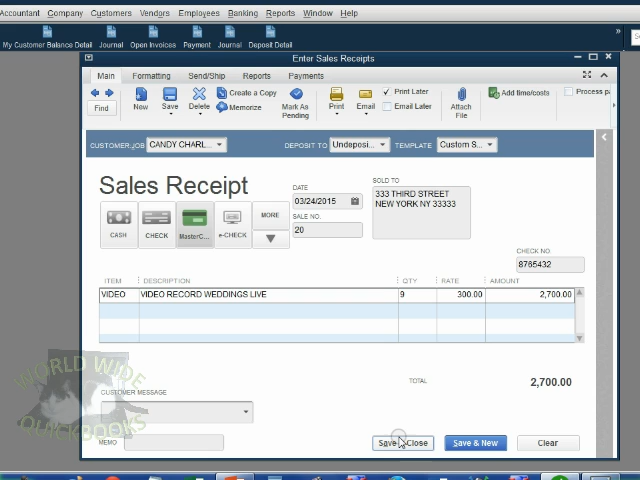 Accountant Company Customers Vendors Employees Banking Reports Window Help
My Customer Balance Detail Journal Open Invoices Payment Journal Deposit Detail
Enter Sales Receipts
Main Formatting Send/Ship Reports Payments
Find New Save Delete Create a Copy Memorize Mark As Pending Print Email Print Later Email Later Attach File Add time/costs Process pa
CUSTOMER:JOB CANDY CHARL... DEPOSIT TO Undeposi... TEMPLATE Custom S...
Sales Receipt
DATE
03/24/2015
SALE NO.
20
SOLD TO
333 THIRD STREET
NEW YORK NY 33333
CASH CHECK MasterC... e-CHECK MORE
CHECK NO.
8765432
ITEM DESCRIPTION QTY RATE AMOUNT
VIDEO VIDEO RECORD WEDDINGS LIVE 9 300.00 2,700.00
WORLD WIDE
QUICKBOOKS
TOTAL 2,700.00
CUSTOMER MESSAGE
MEMO
Save & Close Save & New Clear